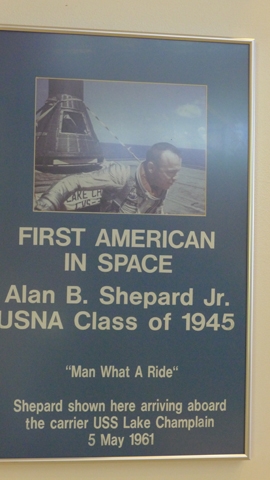 LAKE
FIRST AMERICAN
IN SPACE
Alan B. Shepard Jr.
USNA Class of 1945
"Man What A Ride"
Shepard shown here arriving aboard
the carrier USS Lake Champlain
5 May 1961